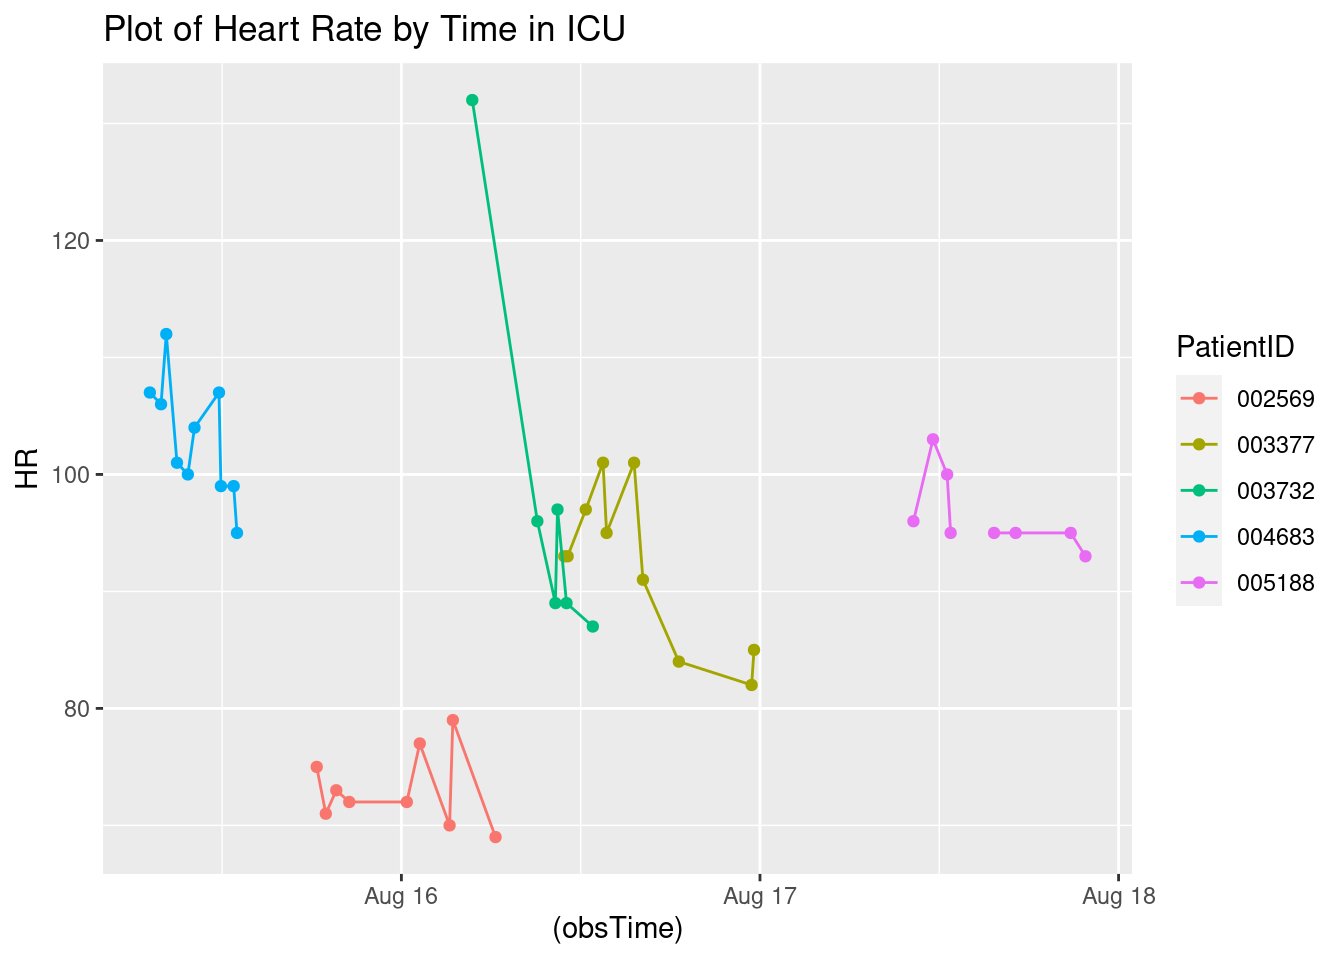 Plot of Heart Rate by Time in ICU
HR
120
100
80
Aug 16
Aug 17
Aug 18
(obsTime)
PatientID
002569
003377
003732
004683
005188